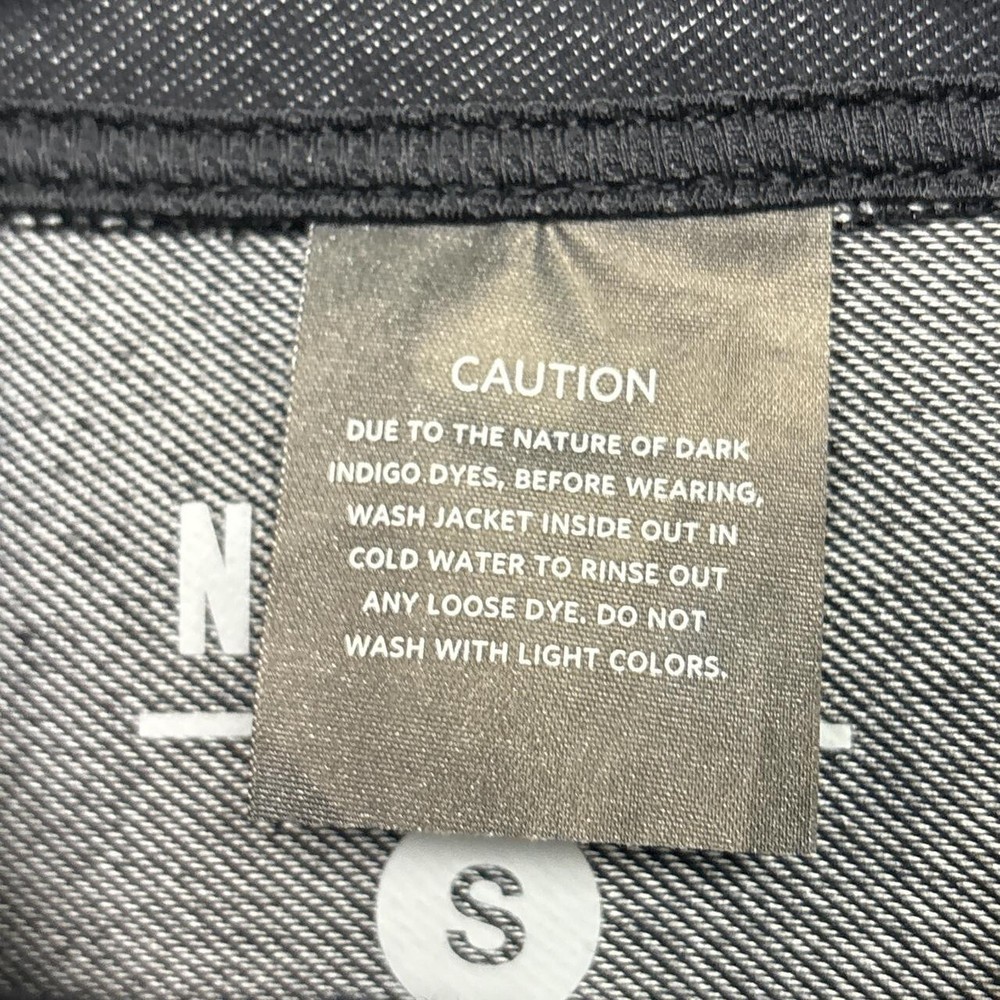 CAUTION
DUE TO THE NATURE OF DARK
INDIGO DYES, BEFORE WEARING,
WASH JACKET INSIDE OUT IN
COLD WATER TO RINSE OUT
ANY LOOSE DYE. DO NOT
WASH WITH LIGHT COLORS.
N
S